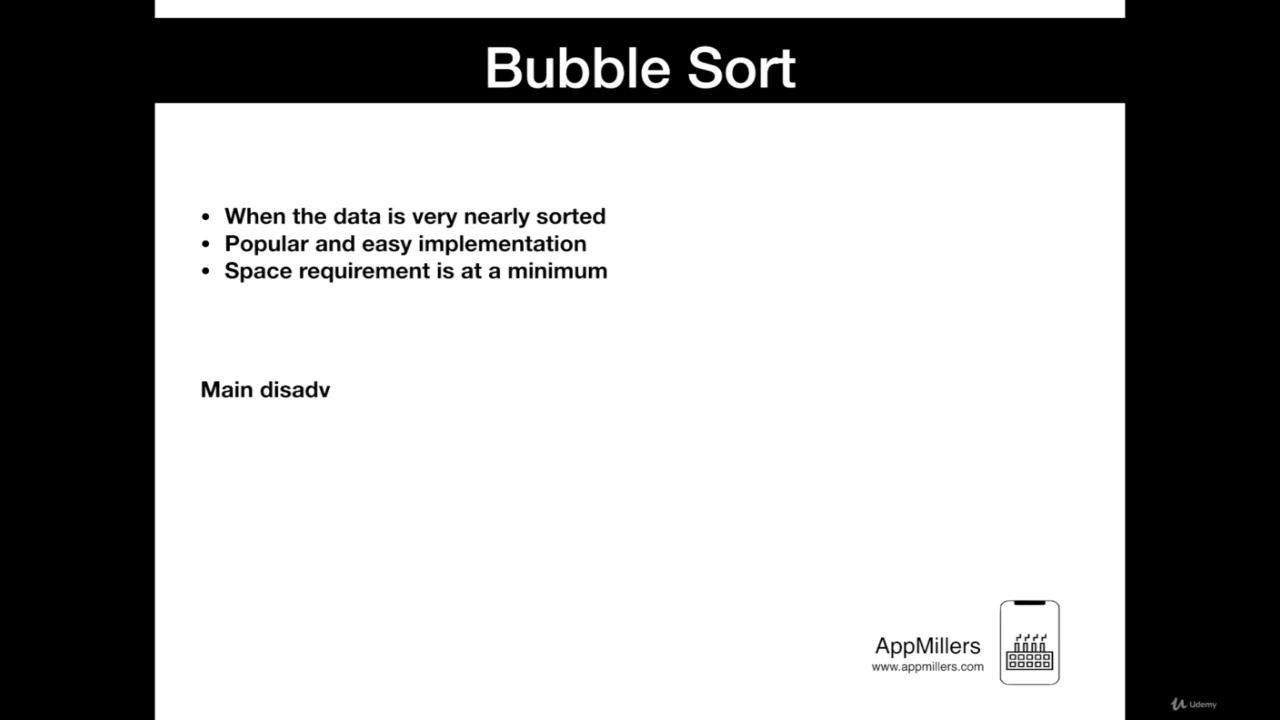 Bubble Sort
• When the data is very nearly sorted
• Popular and easy implementation
• Space requirement is at a minimum
Main disadv
AppMillers
www.appmillers.com
Udemy